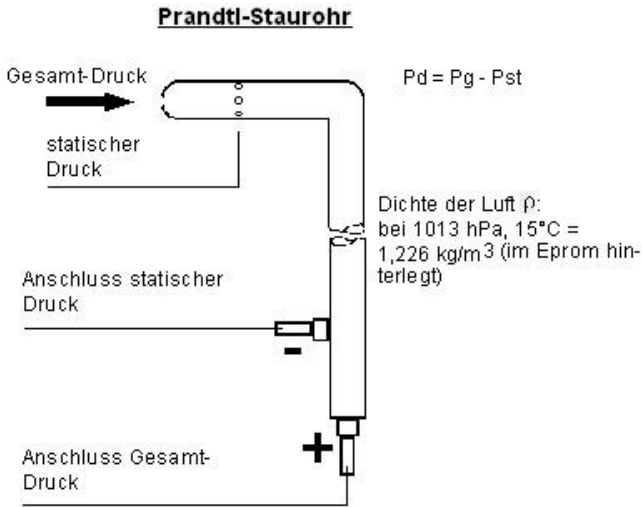 Prandtl-Staurohr
Gesamt-Druck
Pd = Pg - Pst
statischer
Druck
Dichte der Luft ρ:
bei 1013 hPa, 15°C =
1,226 kg/m³ (im Eprom hin-
terlegt)
Anschluss statischer
Druck
-
+
Anschluss Gesamt-
Druck